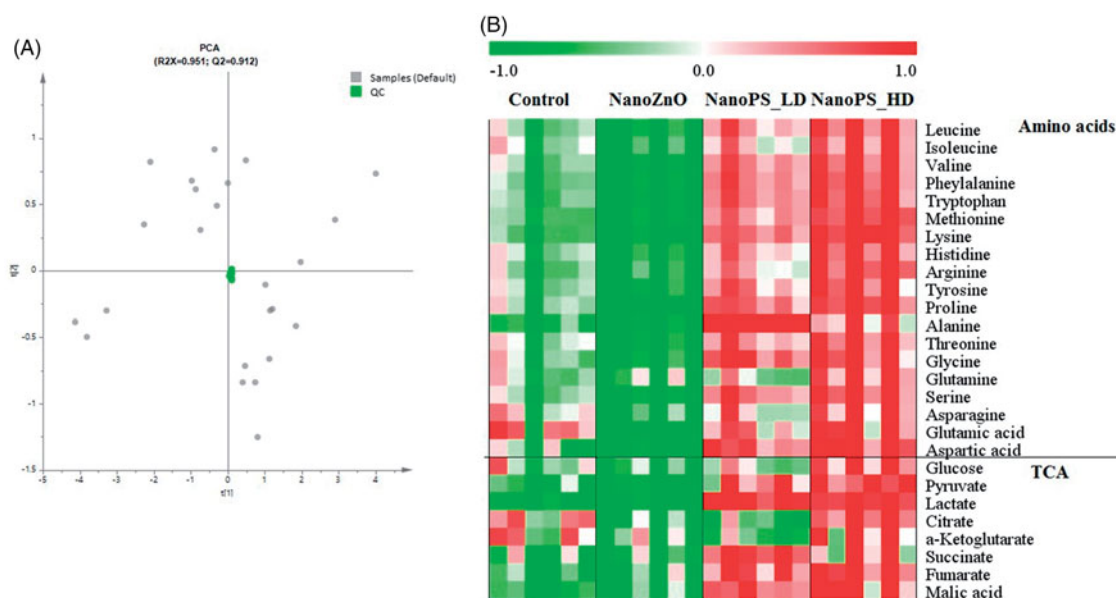 (A)
PCA
(R2X=0.951; Q2=0.912)
Samples (Default)
QC
1
0.5
0
-0.5
-1
-1.5
t[2]
-5 -4 -3 -2 -1 0 1 2 3 4 5
t[1]
(B)
-1.0 0.0 1.0
Control NanoZnO NanoPS_LD NanoPS_HD
Amino acids
Leucine
Isoleucine
Valine
Pheylalanine
Tryptophan
Methionine
Lysine
Histidine
Arginine
Tyrosine
Proline
Alanine
Threonine
Glycine
Glutamine
Serine
Asparagine
Glutamic acid
Aspartic acid
TCA
Glucose
Pyruvate
Lactate
Citrate
a-Ketoglutarate
Succinate
Fumarate
Malic acid